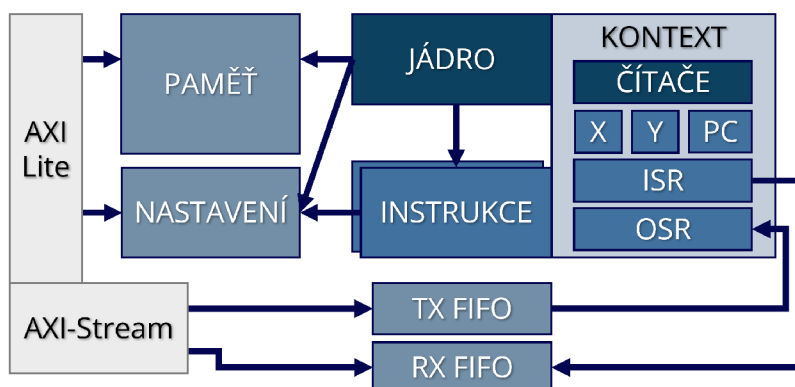 AXI
Lite
PAMĚŤ
JÁDRO
KONTEXT
ČÍTAČE
X
Y
PC
NASTAVENÍ
INSTRUKCE
ISR
OSR
AXI-Stream
TX FIFO
RX FIFO